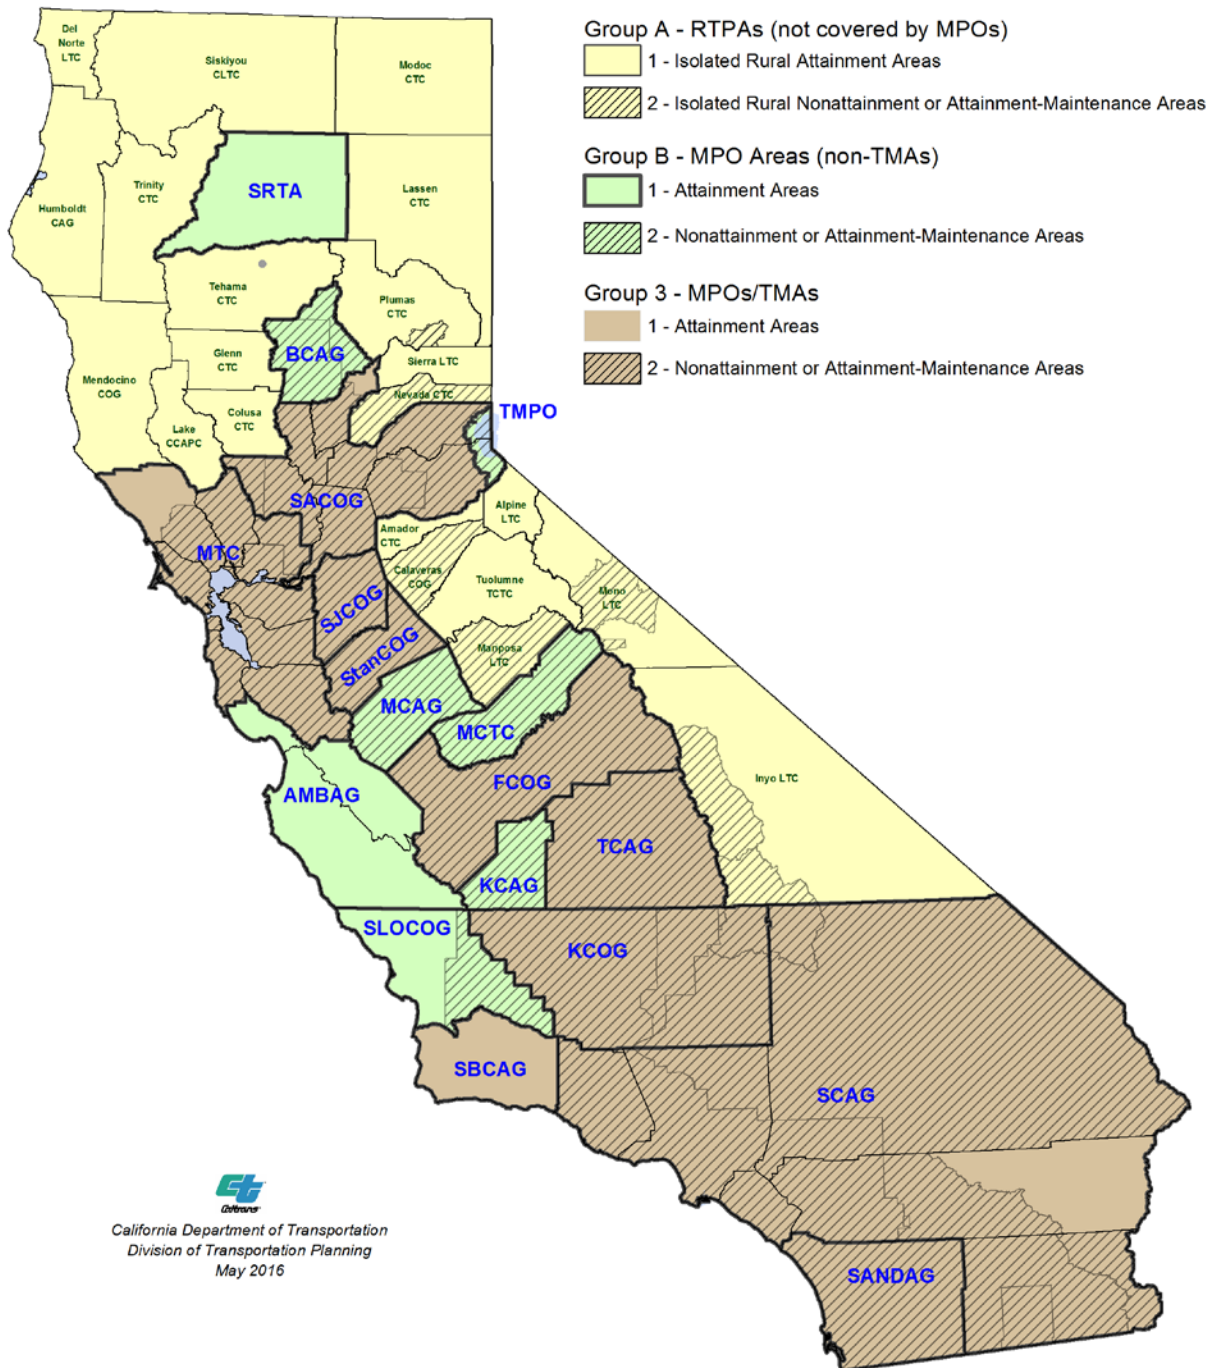 Group A - RTPAs (not covered by MPOs)
1 - Isolated Rural Attainment Areas
2 - Isolated Rural Nonattainment or Attainment-Maintenance Areas
Group B - MPO Areas (non-TMAs)
1 - Attainment Areas
2 - Nonattainment or Attainment-Maintenance Areas
Group 3 - MPOs/TMAs
1 - Attainment Areas
2 - Nonattainment or Attainment-Maintenance Areas
Del
Norte
LTC
Siskiyou
CLTC
Modoc
CTC
Humboldt
CAG
Trinity
CTC
SRTA
Lassen
CTC
Tehama
CTC
Plumas
CTC
BCAG
Glenn
CTC
Sierra LTC
Mendocino
COG
Nevada CTC
Colusa
CTC
Lake
CCAPC
TMPO
SACOG
Alpine
LTC
Amador
CTC
MTC
Calaveras
COG
Tuolumne
TCTC
Mono
LTC
SJCOG
StanCOG
Mariposa
LTC
MCAG
MCTC
FCOG
Inyo LTC
AMBAG
TCAG
KCAG
SLOCOG
KCOG
SBCAG
SCAG
SANDAG
Caltrans
California Department of Transportation
Division of Transportation Planning
May 2016